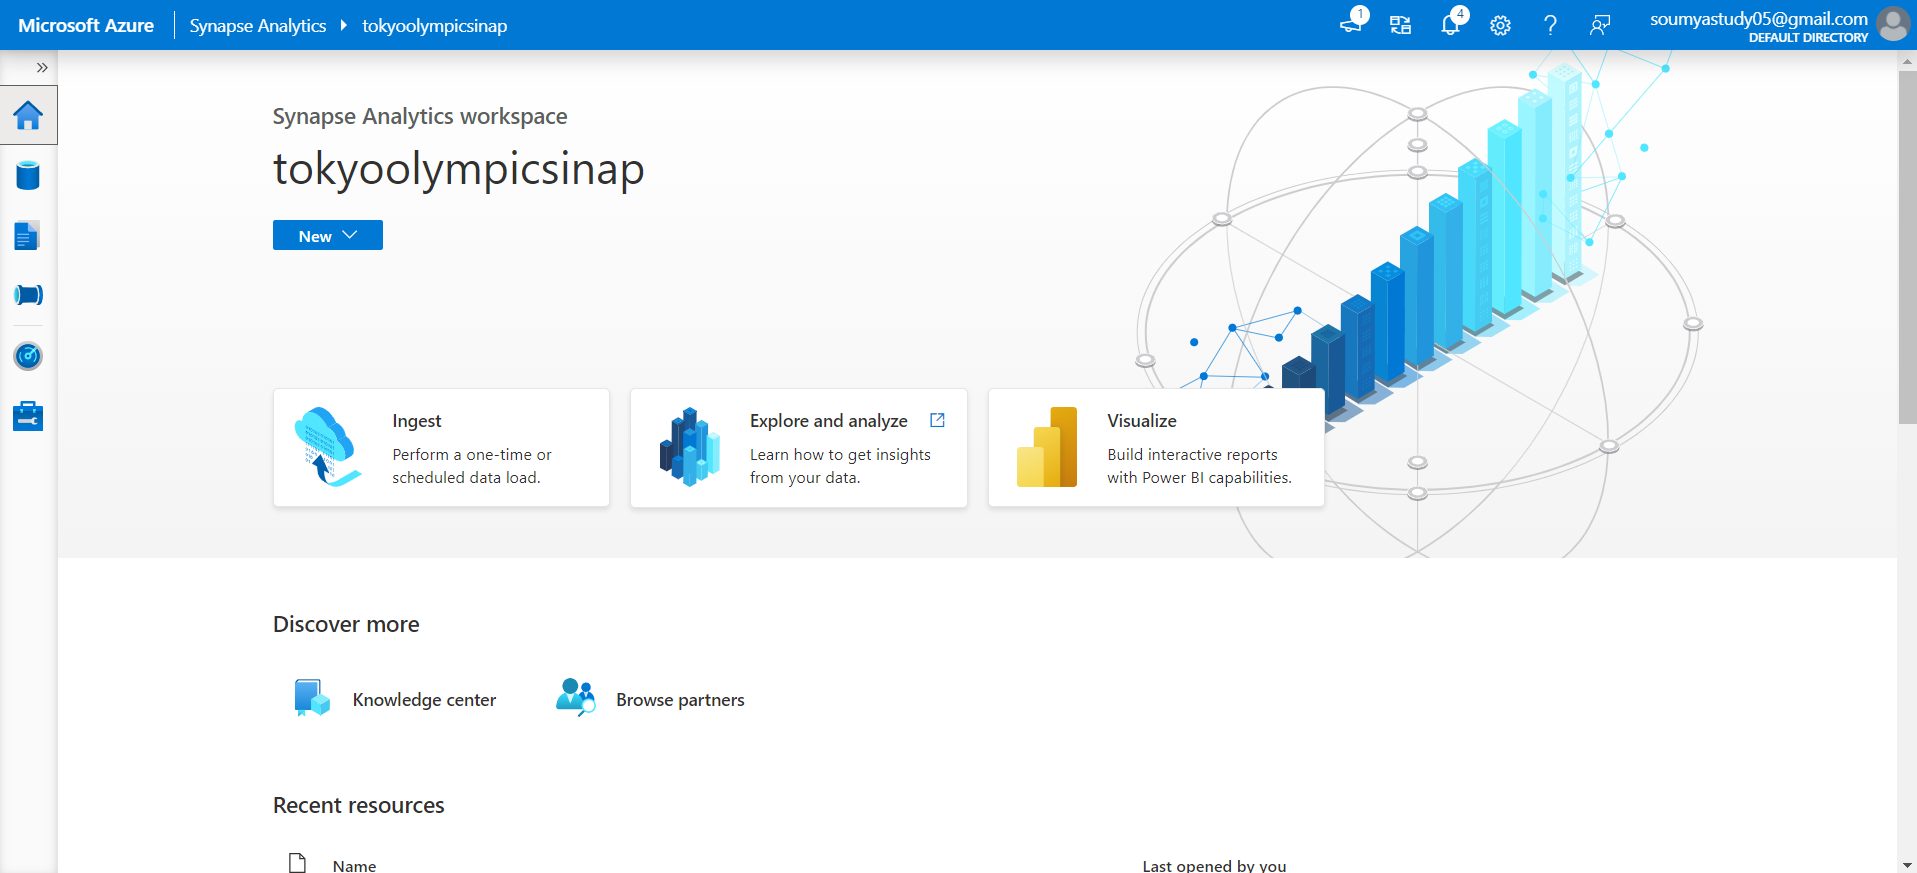 Microsoft Azure
Synapse Analytics
tokyoolympicsinap
1
4
soumyastudy05@gmail.com
DEFAULT DIRECTORY
Synapse Analytics workspace
tokyoolympicsinap
New
Ingest
Perform a one-time or
scheduled data load.
Explore and analyze
Learn how to get insights
from your data.
Visualize
Build interactive reports
with Power BI capabilities.
Discover more
Knowledge center
Browse partners
Recent resources
Name
Last opened by you